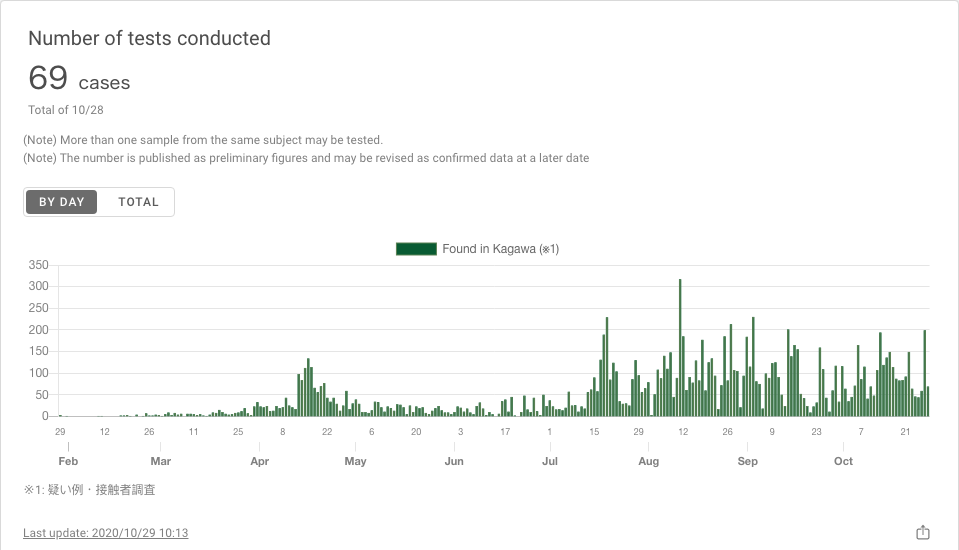 Number of tests conducted
69 cases
Total of 10/28
(Note) More than one sample from the same subject may be tested.
(Note) The number is published as preliminary figures and may be revised as confirmed data at a later date
BY DAY TOTAL
Found in Kagawa (※1)
350
300
250
200
150
100
50
0
29 12 26 11 25 8 22 6 20 3 17 1 15 29 12 26 9 23 7 21
Feb Mar Apr May Jun Jul Aug Sep Oct
※1: 疑い例・接触者調査
Last update: 2020/10/29 10:13